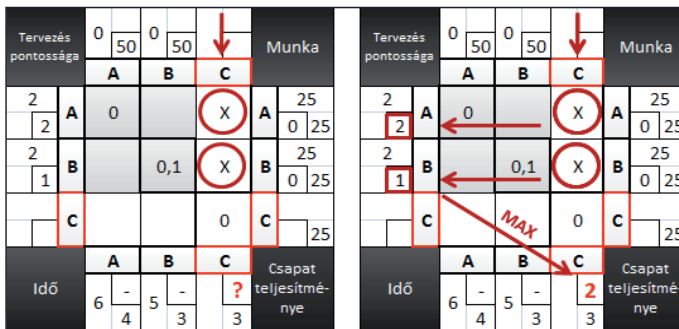 Tervezés pontossága
0 50 0 50
Munka
A B C
2 2 A 0 X A 25 0 25
2 1 B 0,1 X B 25 0 25
C 0 C 25
A B C
Idő
6 - 4 5 - 3 ? 3
Csapat teljesítmé-
nye
Tervezés pontossága
0 50 0 50
Munka
A B C
2 2 A 0 X A 25 0 25
2 1 B 0,1 X B 25 0 25
C MAX 0 C 25
A B C
Idő
6 - 4 5 - 3 2 3
Csapat teljesítmé-
nye